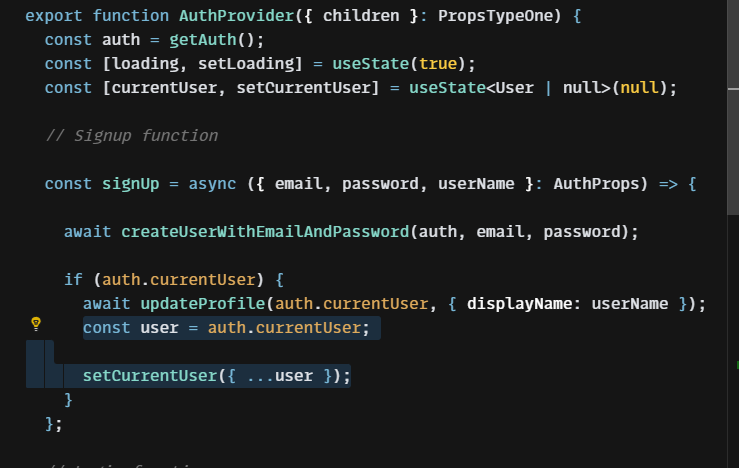 export function AuthProvider({ children }: PropsTypeOne) {
const auth = getAuth();
const [loading, setLoading] = useState(true);
const [currentUser, setCurrentUser] = useState<User | null>(null);
// Signup function
const signUp = async ({ email, password, userName }: AuthProps) => {
await createUserWithEmailAndPassword(auth, email, password);
if (auth.currentUser) {
await updateProfile(auth.currentUser, { displayName: userName });
const user = auth.currentUser;
setCurrentUser({ ...user });
}
};